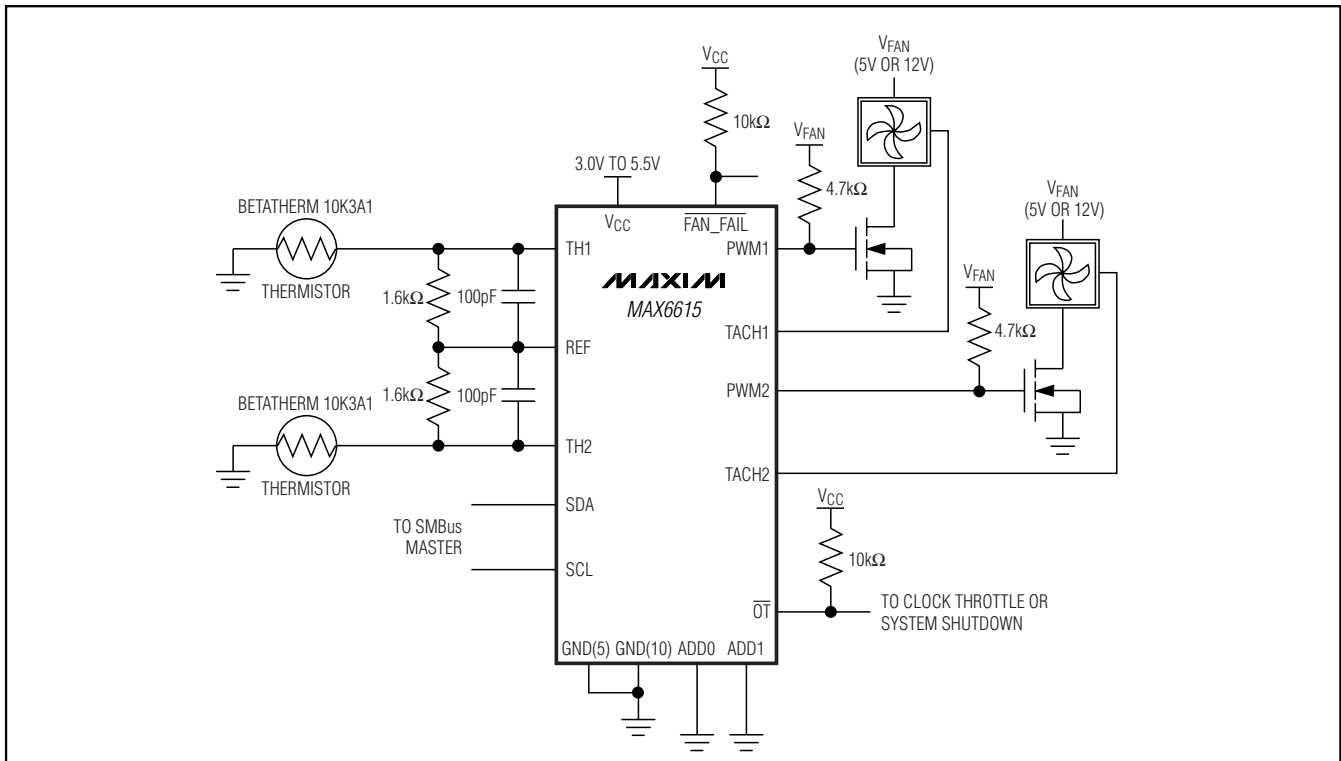 VCC
10kΩ
VFAN
(5V OR 12V)
VFAN
4.7kΩ
3.0V TO 5.5V
VFAN
(5V OR 12V)
BETATHERM 10K3A1
THERMISTOR
VCC
FAN_FAIL
TH1
PWM1
MAXIM
MAX6615
1.6kΩ
100pF
VFAN
4.7kΩ
TACH1
REF
PWM2
1.6kΩ
100pF
BETATHERM 10K3A1
THERMISTOR
TH2
TACH2
SDA
TO SMBus
MASTER
SCL
VCC
10kΩ
OT
TO CLOCK THROTTLE OR
SYSTEM SHUTDOWN
GND(5) GND(10) ADD0 ADD1